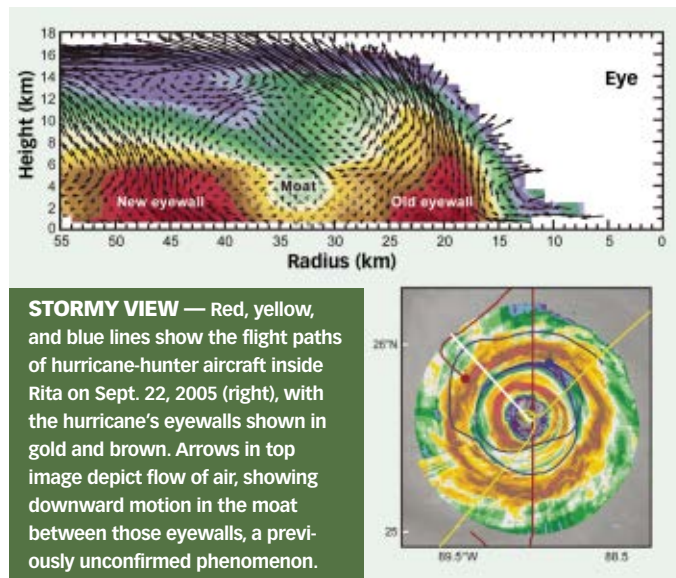 18
16
14
12
10
8
6
4
2
0
Height (km)
Eye
Moat
New eyewall
Old eyewall
55 50 45 40 35 30 25 20 15 10 5 0
Radius (km)
STORMY VIEW — Red, yellow,
and blue lines show the flight paths
of hurricane-hunter aircraft inside
Rita on Sept. 22, 2005 (right), with
the hurricane's eyewalls shown in
gold and brown. Arrows in top
image depict flow of air, showing
downward motion in the moat
between those eyewalls, a previ-
ously unconfirmed phenomenon.
26°N
25
89.5°W 88.5